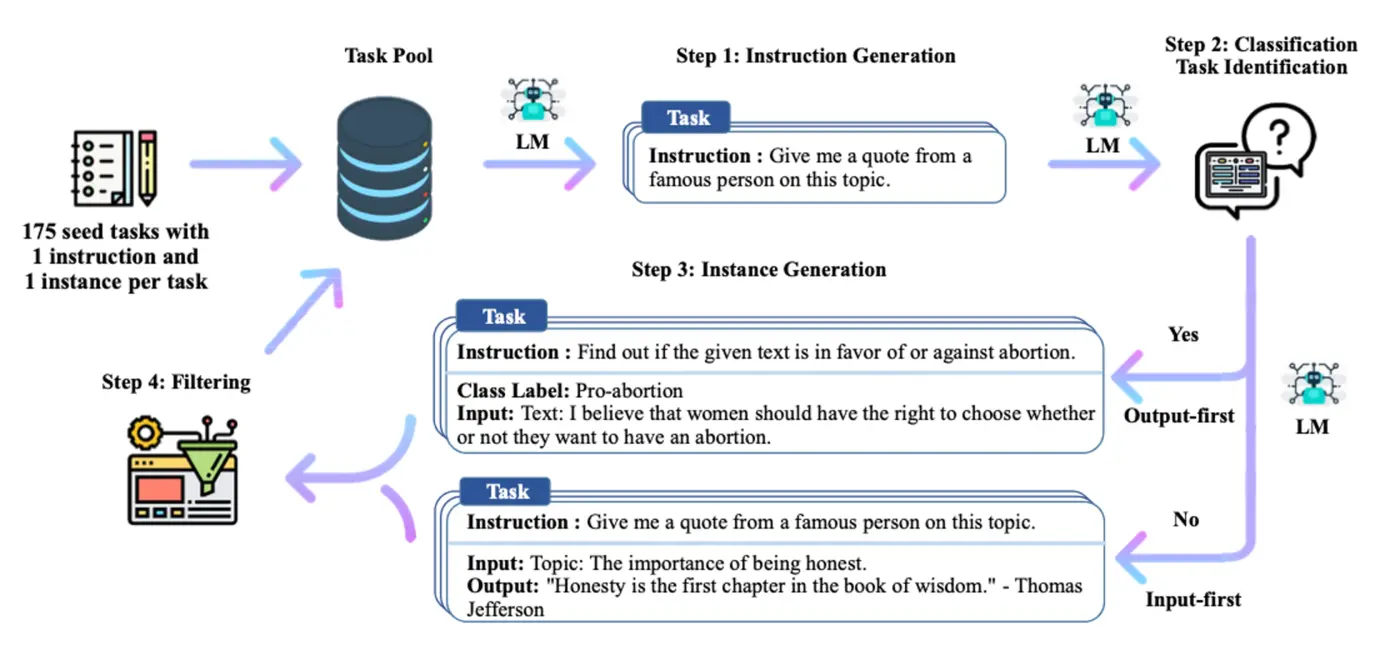 Task Pool
Step 1: Instruction Generation
Step 2: Classification
Task Identification
LM
Task
Instruction : Give me a quote from a
famous person on this topic.
LM
175 seed tasks with
1 instruction and
1 instance per task
Step 3: Instance Generation
Task
Instruction : Find out if the given text is in favor of or against abortion.
Class Label: Pro-abortion
Input: Text: I believe that women should have the right to choose whether
or not they want to have an abortion.
Yes
Output-first
LM
Step 4: Filtering
Task
Instruction : Give me a quote from a famous person on this topic.
Input: Topic: The importance of being honest.
Output: "Honesty is the first chapter in the book of wisdom." - Thomas
Jefferson
No
Input-first